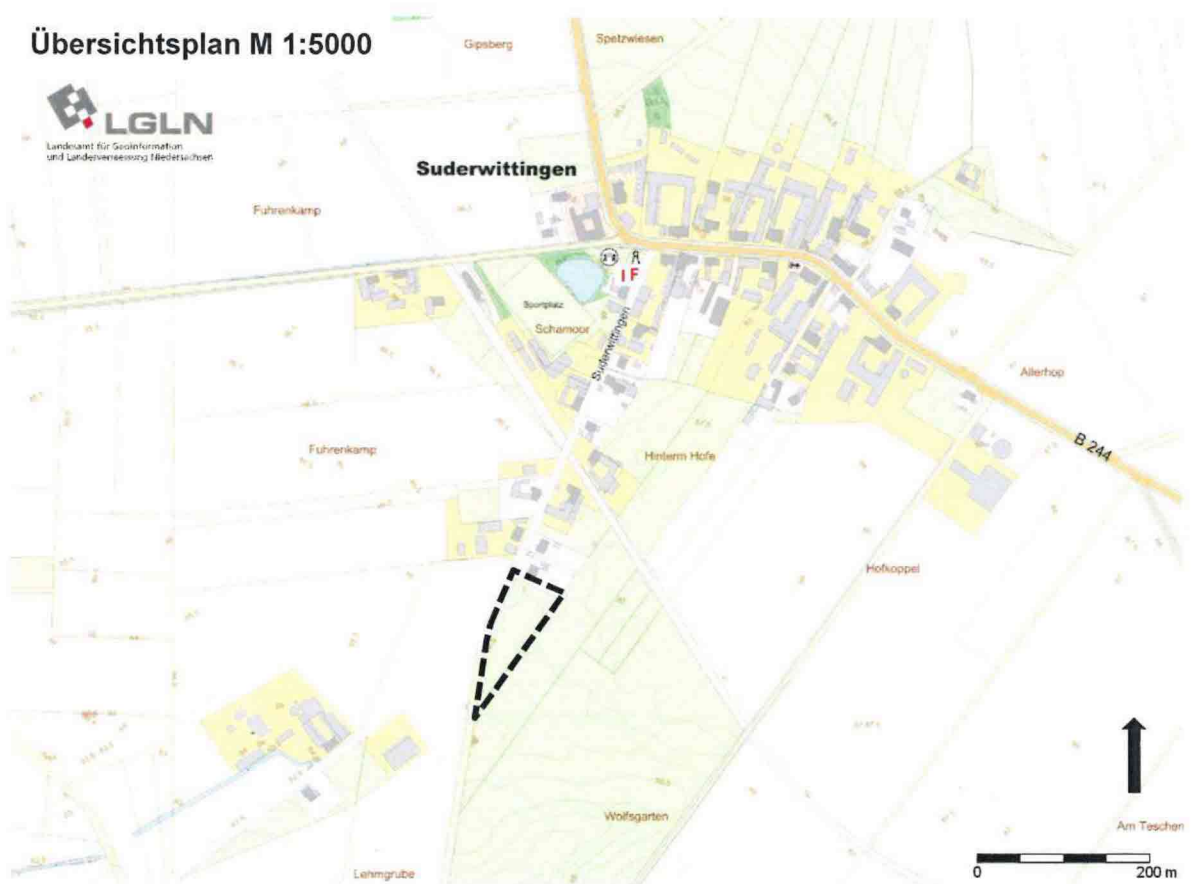 Übersichtsplan M 1:5000
Gipsberg
Spetzwiesen
LGLN
Landesamt für Geoinformation
und Landesvermessung Niedersachsen
Suderwittingen
Fuhrenkamp
I F
Sportplatz
Schamoor
Suderwittingen
Allerhop
B 244
Fuhrenkamp
Hinterm Hofe
Hofkoppel
Wolfsgarten
Am Teschen
Lehmgrube
0 200 m